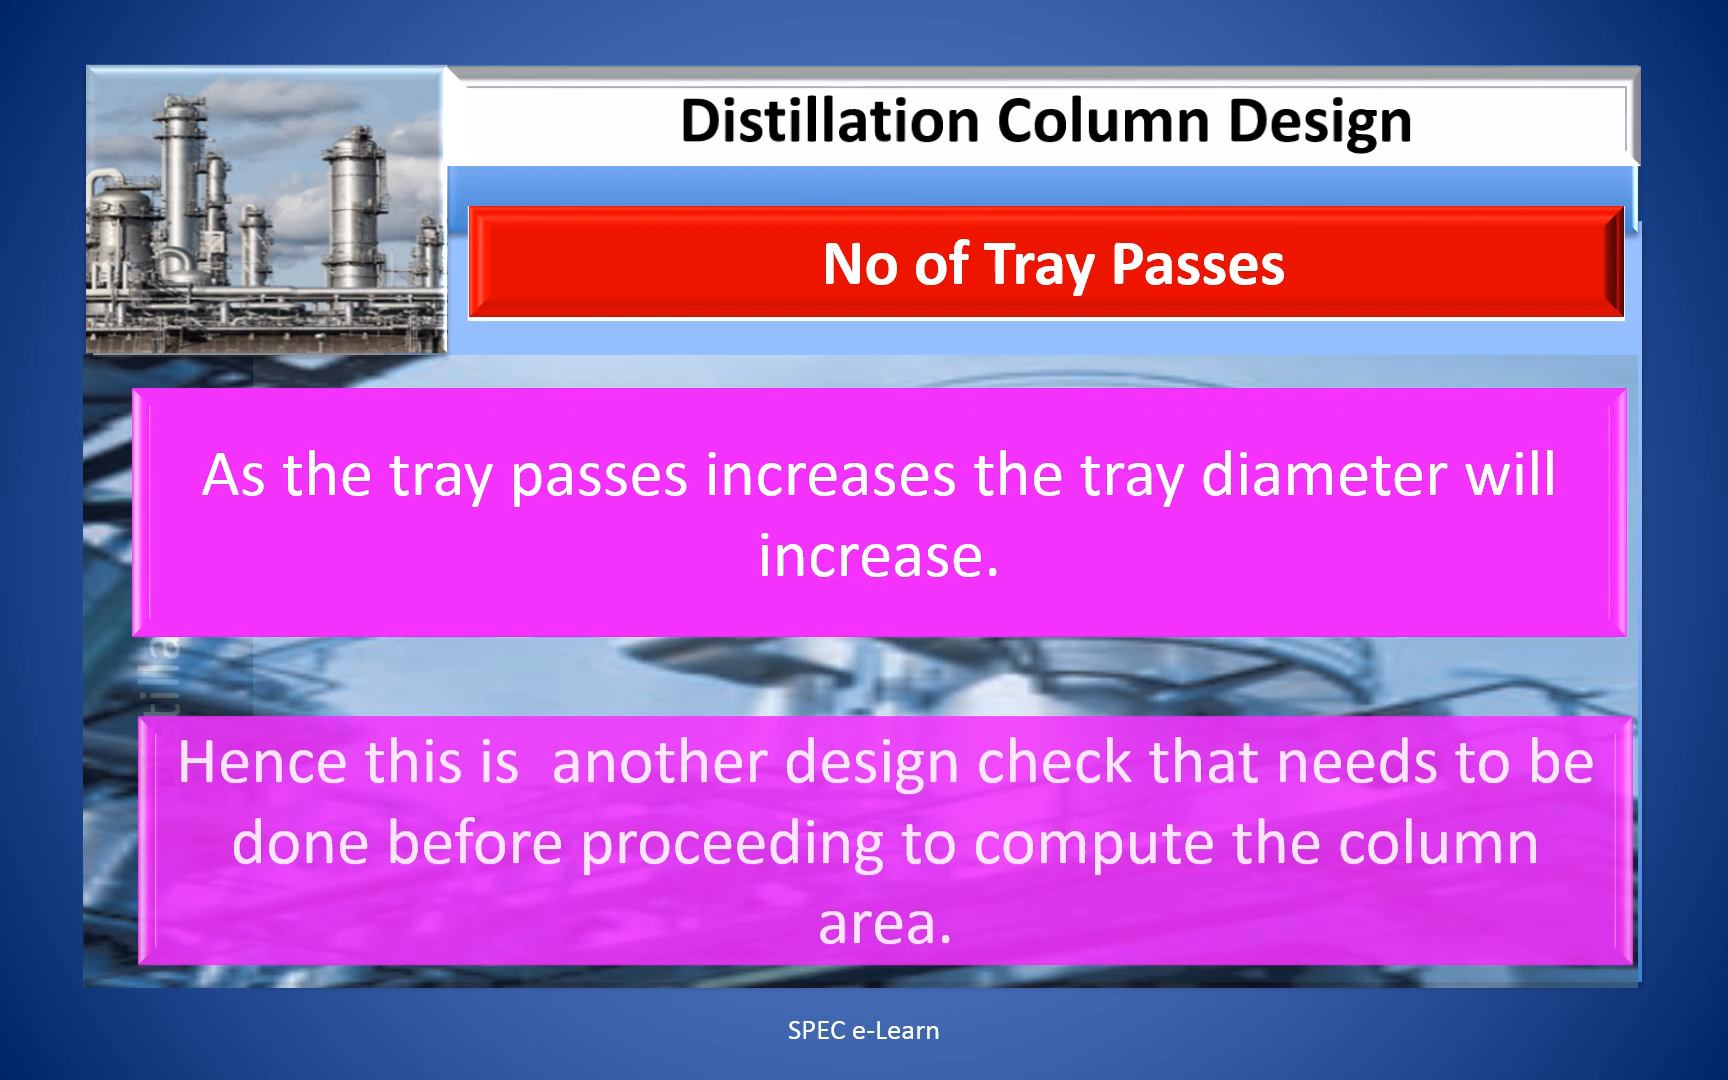 Distillation Column Design
No of Tray Passes
As the tray passes increases the tray diameter will
increase.
tilla
Hence this is  another design check that needs to be
done before proceeding to compute the column
area.
SPEC e-Learn